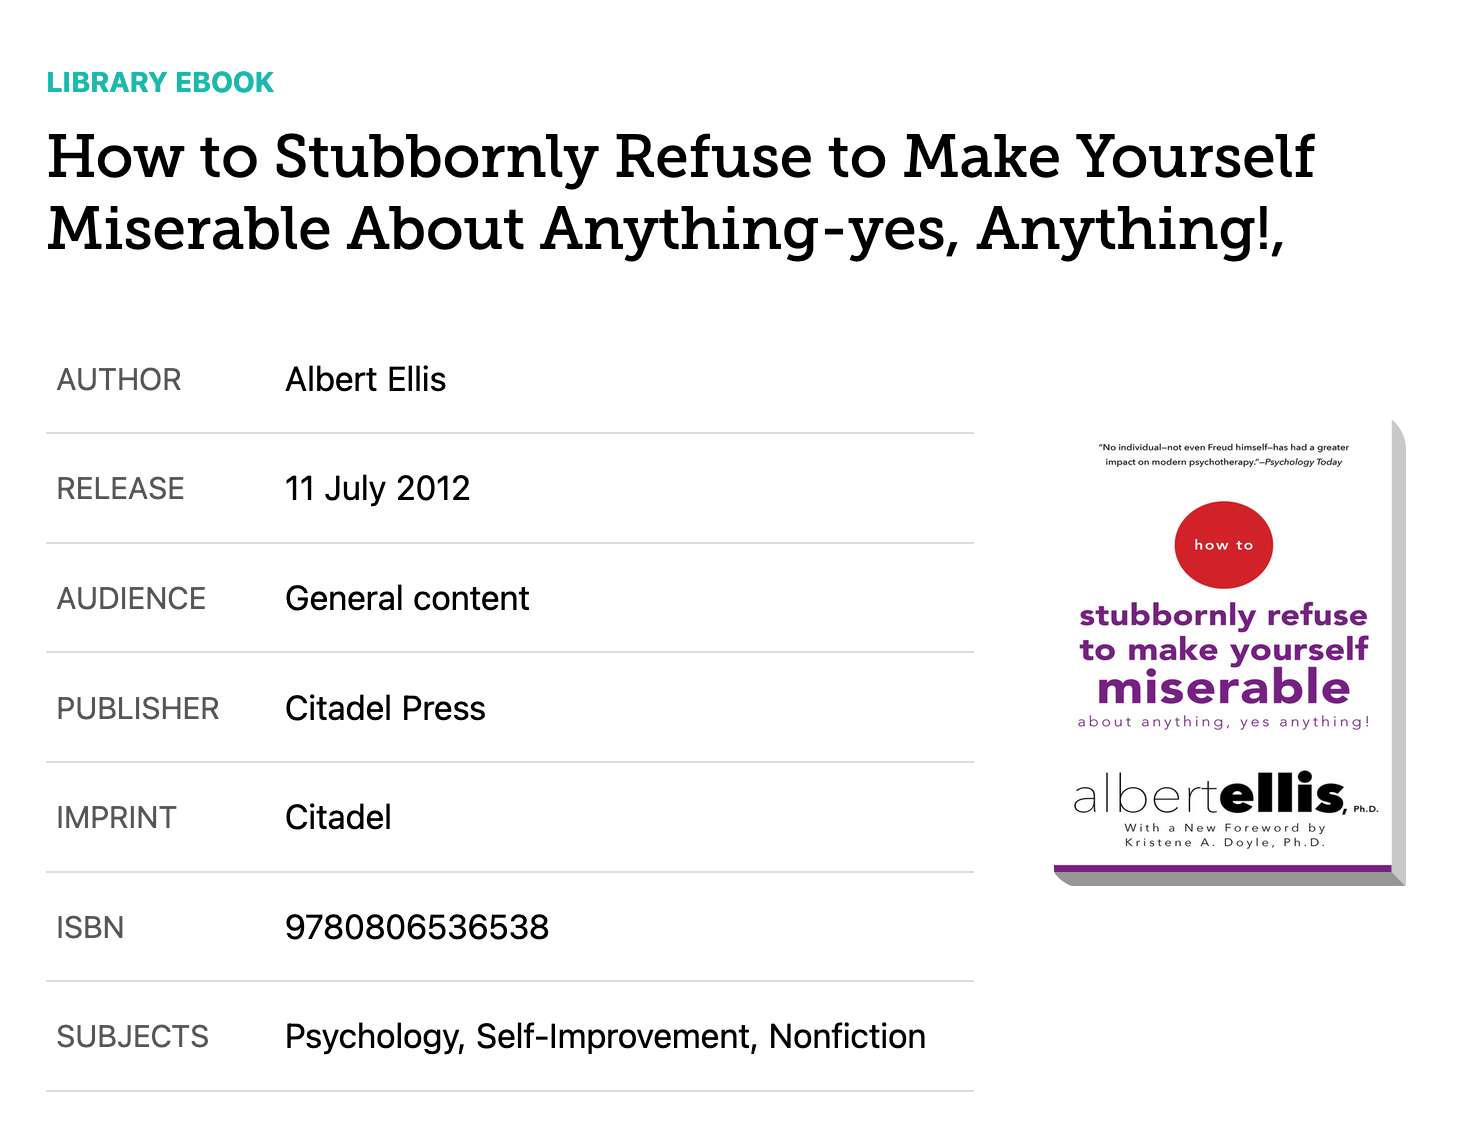 LIBRARY EBOOK
How to Stubbornly Refuse to Make Yourself
Miserable About Anything-yes, Anything!,
AUTHOR Albert Ellis
RELEASE 11 July 2012
AUDIENCE General content
PUBLISHER Citadel Press
IMPRINT Citadel
ISBN 9780806536538
SUBJECTS Psychology, Self-Improvement, Nonfiction
"No individual—not even Freud himself—has had a greater
impact on modern psychotherapy."—Psychology Today
how to
stubbornly refuse
to make yourself
miserable
about anything, yes anything!
albertellis, Ph.D.
With a New Foreword by
Kristene A. Doyle, Ph.D.